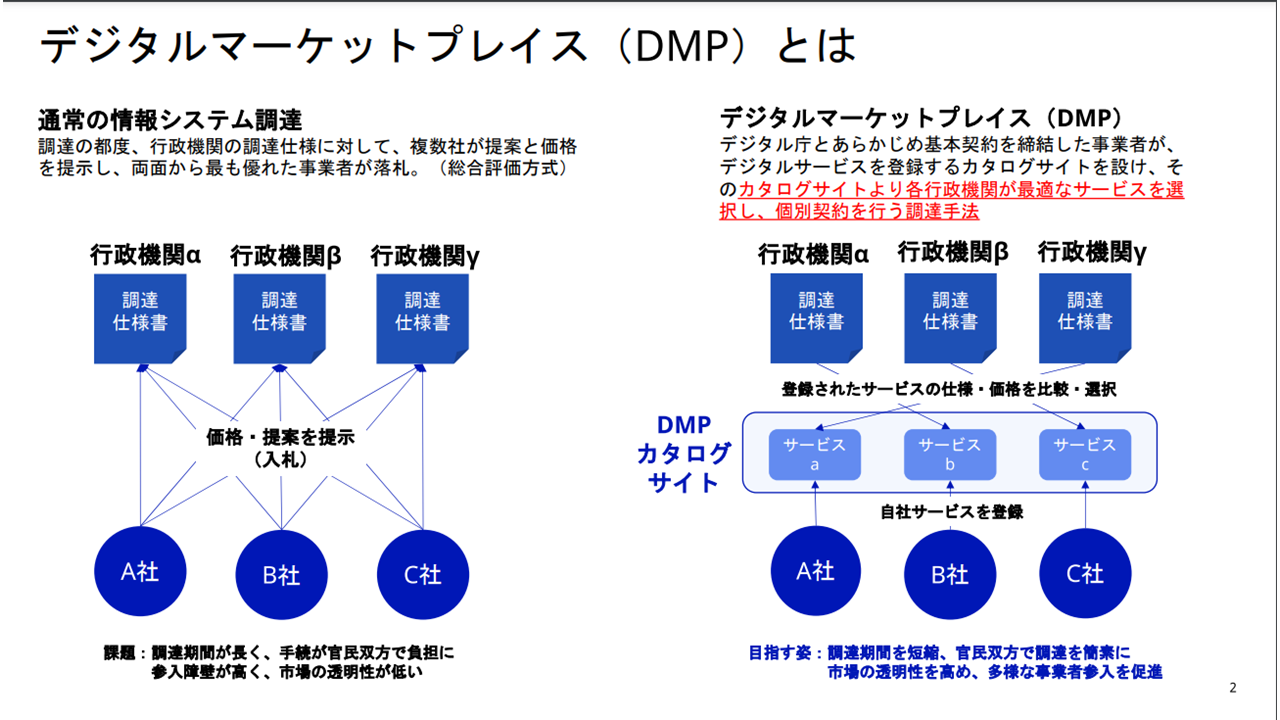 デジタルマーケットプレイス（DMP）とは
通常の情報システム調達
調達の都度、行政機関の調達仕様に対して、複数社が提案と価格
を提示し、両面から最も優れた事業者が落札。（総合評価方式）
行政機関α
行政機関β
行政機関γ
調達
仕様書
調達
仕様書
調達
仕様書
価格・提案を提示
（入札）
A社
B社
C社
課題：調達期間が長く、手続が官民双方で負担に
参入障壁が高く、市場の透明性が低い
デジタルマーケットプレイス（DMP）
デジタル庁とあらかじめ基本契約を締結した事業者が、
デジタルサービスを登録するカタログサイトを設け、そ
のカタログサイトより各行政機関が最適なサービスを選
択し、個別契約を行う調達手法
行政機関α
行政機関β
行政機関γ
調達
仕様書
調達
仕様書
調達
仕様書
登録されたサービスの仕様・価格を比較・選択
DMP
カタログ
サイト
サービス
a
サービス
b
サービス
c
自社サービスを登録
A社
B社
C社
目指す姿：調達期間を短縮、官民双方で調達を簡素に
市場の透明性を高め、多様な事業者参入を促進
2